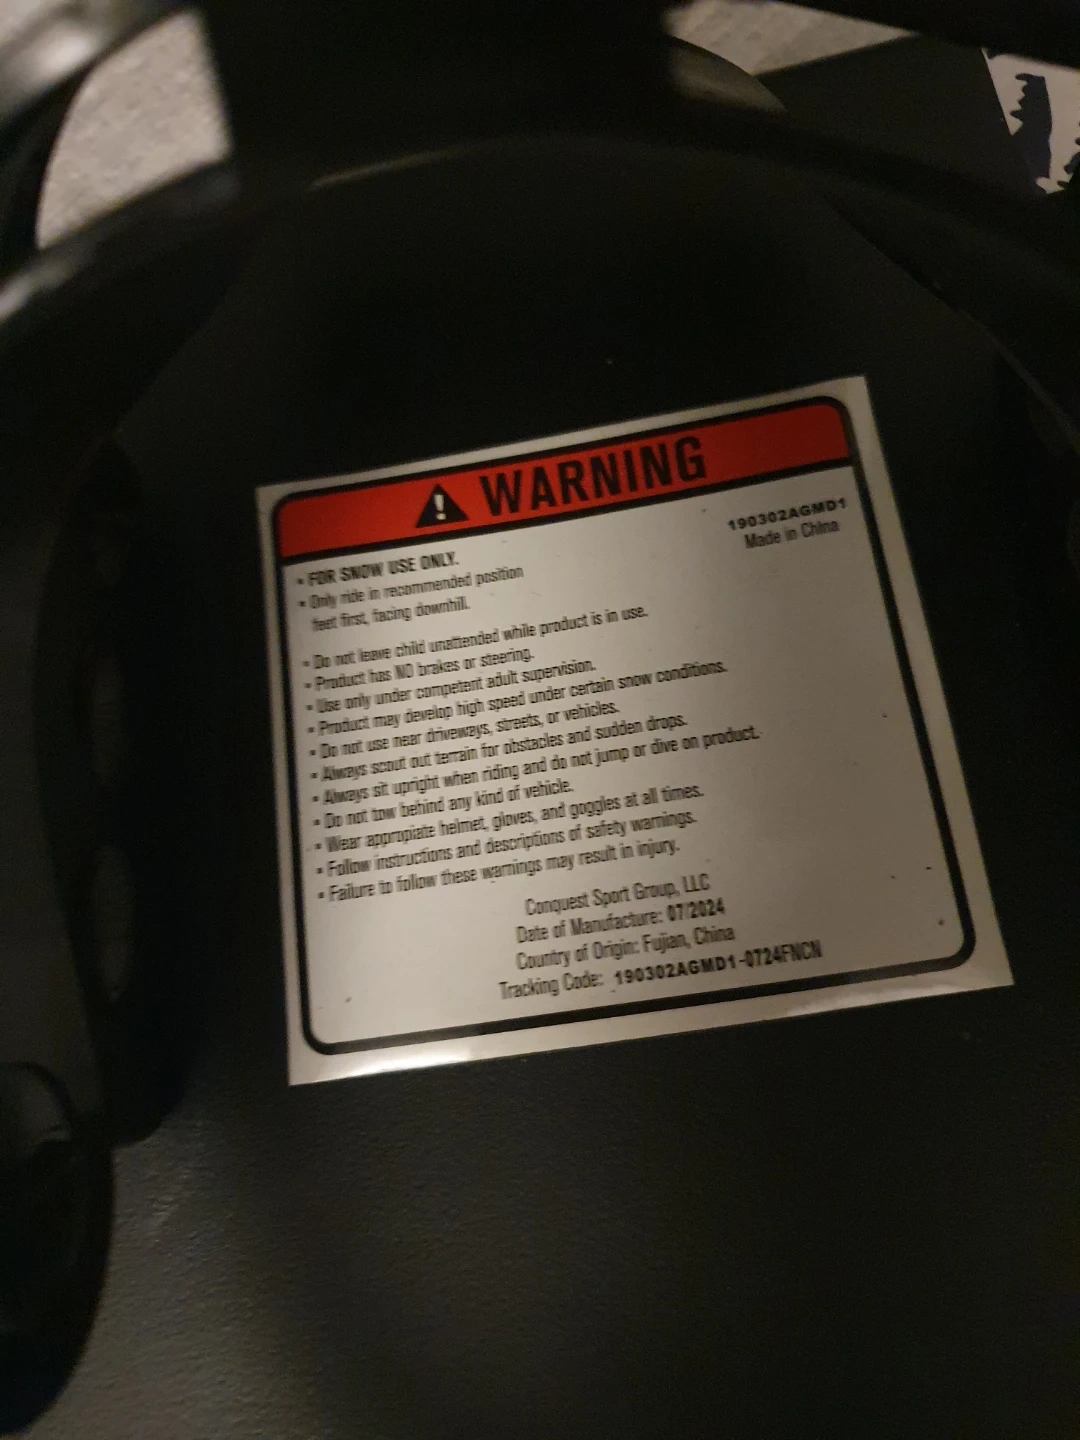 WARNING
190302AGMD1
Made in China
• FOR SNOW USE ONLY.
• Only ride in recommended position
feet first, facing downhill.
• Do not leave child unattended while product is in use.
• Product has NO brakes or steering.
• Use only under competent adult supervision.
• Product may develop high speed under certain snow conditions.
• Do not use near driveways, streets, or vehicles.
• Always scout out terrain for obstacles and sudden drops.
• Always sit upright when riding and do not jump or dive on product.
• Do not tow behind any kind of vehicle.
• Wear appropiate helmet, gloves, and goggles at all times.
• Follow instructions and descriptions of safety warnings.
• Failure to follow these warnings may result in injury.
Conquest Sport Group, LLC
Date of Manufacture: 07/2024
Country of Origin: Fujian, China
Tracking Code: 190302AGMD1-0724FNCN